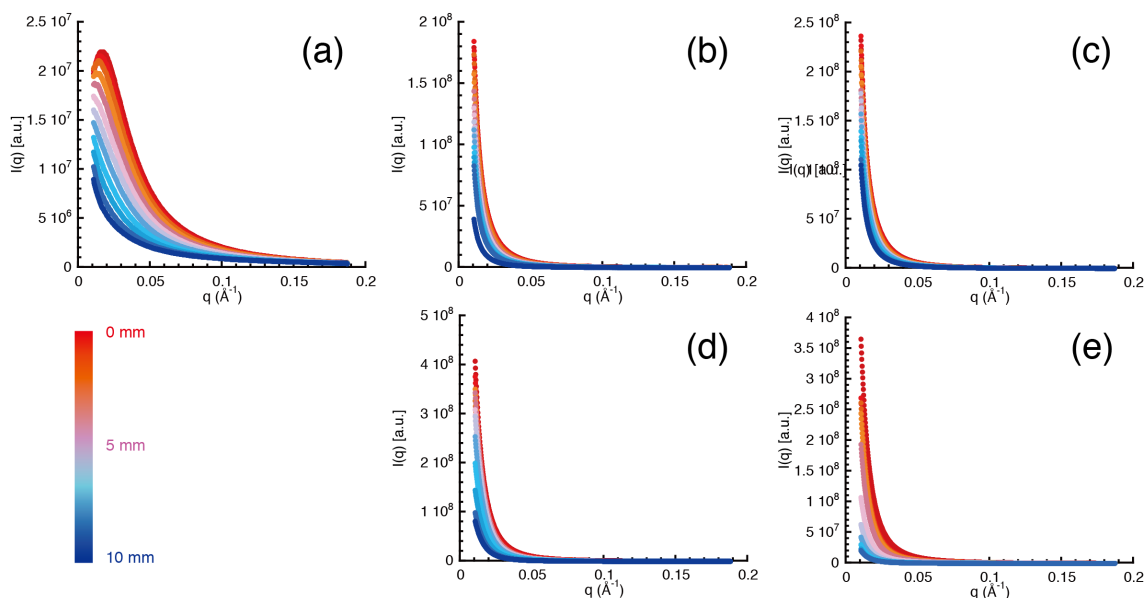 (a)
2.5 10⁷
2 10⁷
1.5 10⁷
1 10⁷
5 10⁶
0
I(q) [a.u.]
0 0.05 0.1 0.15 0.2
q (Å⁻¹)
(b)
2 10⁸
1.5 10⁸
1 10⁸
5 10⁷
0
I(q) [a.u.]
0 0.05 0.1 0.15 0.2
q (Å⁻¹)
(c)
2.5 10⁸
2 10⁸
1.5 10⁸
1 10⁸
5 10⁷
0
I(q) [a.u.]
0 0.05 0.1 0.15 0.2
q (Å⁻¹)
0 mm
5 mm
10 mm
(d)
5 10⁸
4 10⁸
3 10⁸
2 10⁸
1 10⁸
0
I(q) [a.u.]
0 0.05 0.1 0.15 0.2
q (Å⁻¹)
(e)
4 10⁸
3.5 10⁸
3 10⁸
2.5 10⁸
2 10⁸
1.5 10⁸
1 10⁸
5 10⁷
0
I(q) [a.u.]
0 0.05 0.1 0.15 0.2
q (Å⁻¹)